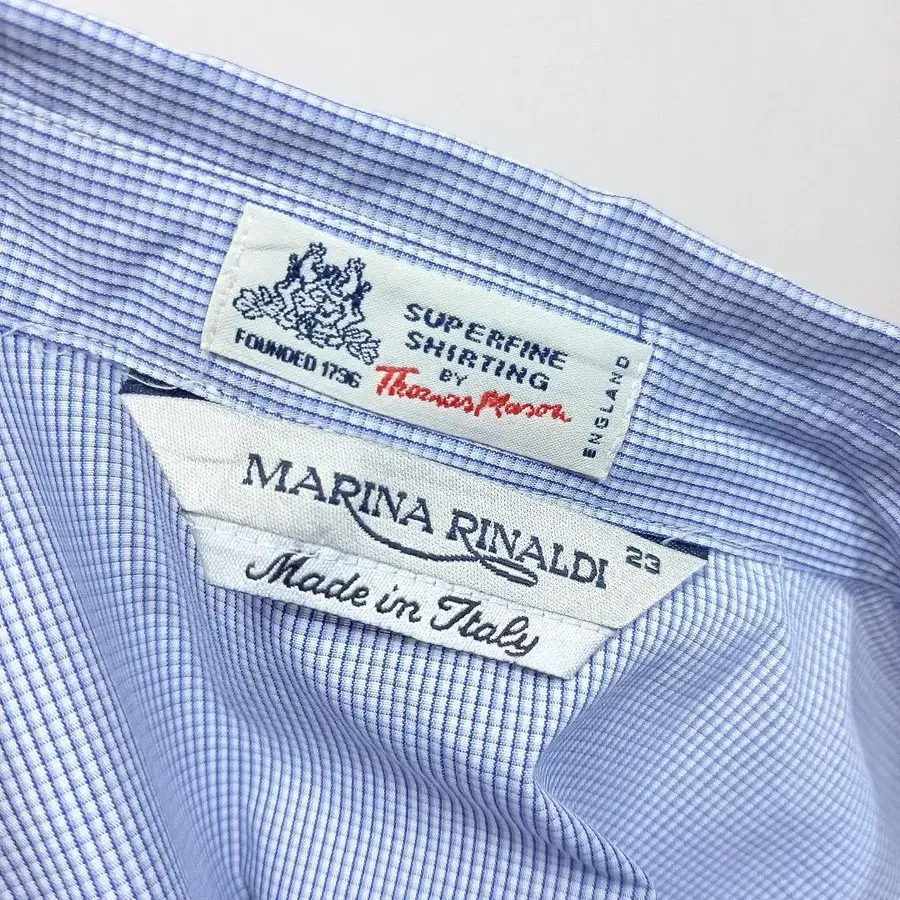 FOUNDED 1796
SUPERFINE
SHIRTING
BY
Thomas Mason
ENGLAND
MARINA RINALDI
23
Made in Italy